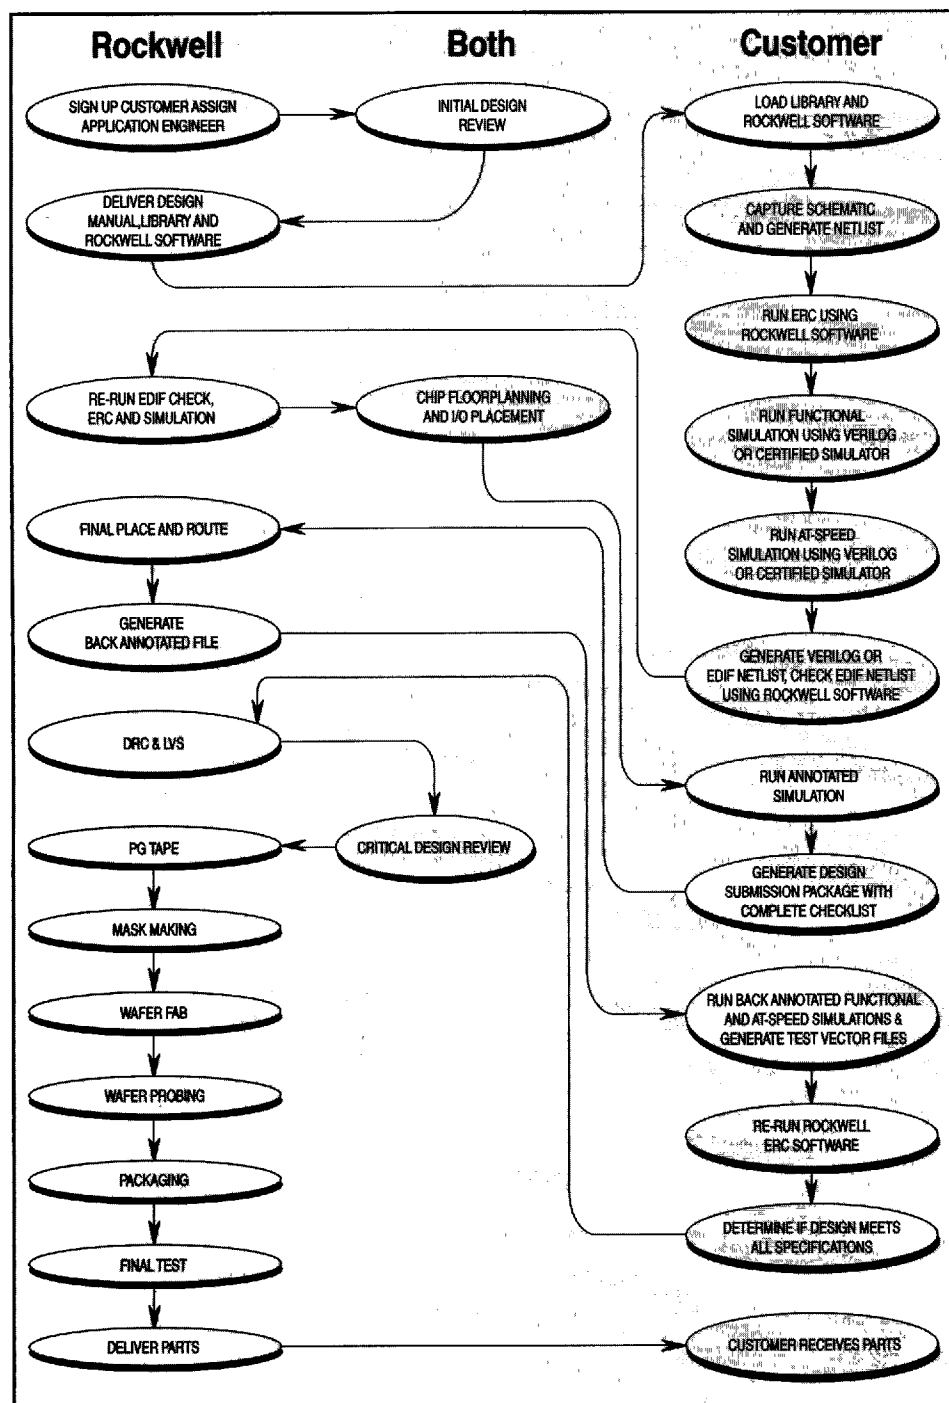 Rockwell
Both
Customer
SIGN UP CUSTOMER ASSIGN
APPLICATION ENGINEER
INITIAL DESIGN
REVIEW
LOAD LIBRARY AND
ROCKWELL SOFTWARE
DELIVER DESIGN
MANUAL,LIBRARY AND
ROCKWELL SOFTWARE
CAPTURE SCHEMATIC
AND GENERATE NETLIST
RUN ERC USING
ROCKWELL SOFTWARE
RE-RUN EDIF CHECK,
ERC AND SIMULATION
CHIP FLOORPLANNING
AND I/O PLACEMENT
RUN FUNCTIONAL
SIMULATION USING VERILOG
OR CERTIFIED SIMULATOR
FINAL PLACE AND ROUTE
RUN AT-SPEED
SIMULATION USING VERILOG
OR CERTIFIED SIMULATOR
GENERATE
BACK ANNOTATED FILE
GENERATE VERILOG OR
EDIF NETLIST, CHECK EDIF NETLIST
USING ROCKWELL SOFTWARE
DRC & LVS
RUN ANNOTATED
SIMULATION
PG TAPE
CRITICAL DESIGN REVIEW
GENERATE DESIGN
SUBMISSION PACKAGE WITH
COMPLETE CHECKLIST
MASK MAKING
WAFER FAB
RUN BACK ANNOTATED FUNCTIONAL
AND AT-SPEED SIMULATIONS &
GENERATE TEST VECTOR FILES
WAFER PROBING
RE-RUN ROCKWELL
ERC SOFTWARE
PACKAGING
DETERMINE IF DESIGN MEETS
ALL SPECIFICATIONS
FINAL TEST
DELIVER PARTS
CUSTOMER RECEIVES PARTS